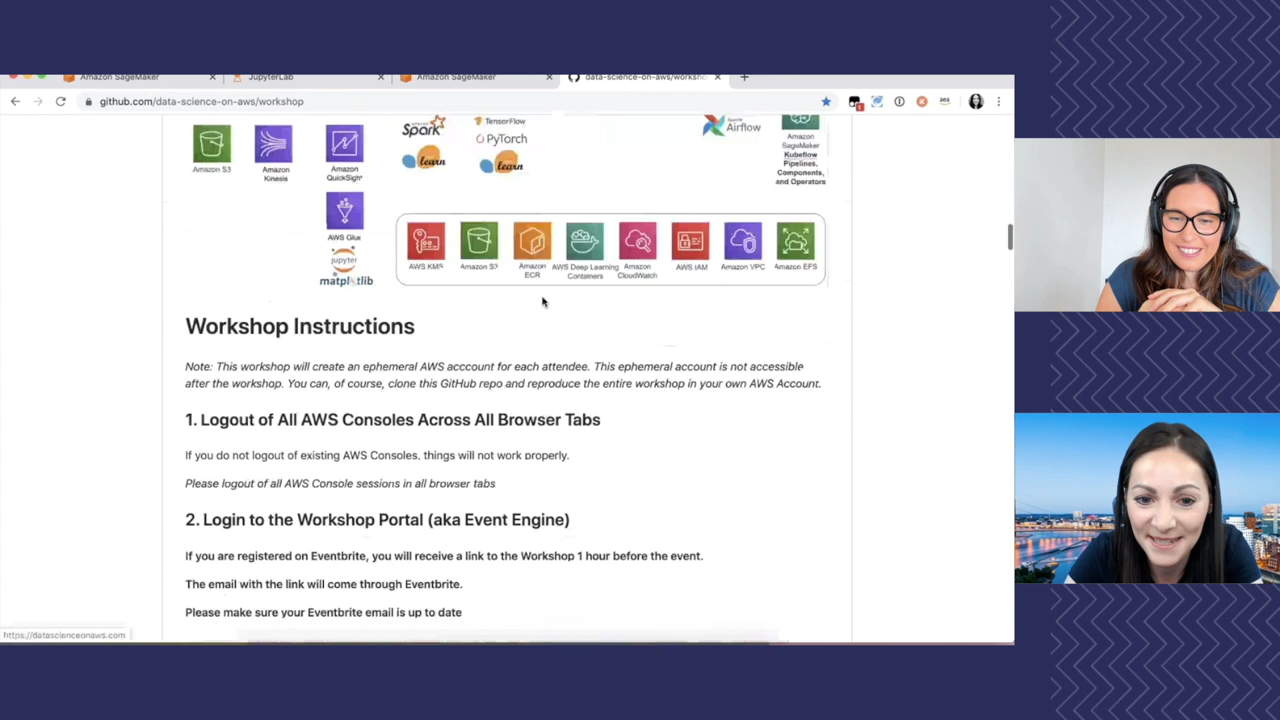 Amazon SageMaker
JupyterLab
Amazon SageMaker
data-science-on-aws/worksho
github.com/data-science-on-aws/workshop
Spark
TensorFlow
PyTorch
learn
learn
Airflow
Amazon S3
Amazon
Kinesis
Amazon
QuickSight
Amazon
SageMaker
Kubeflow
Pipelines,
Components,
and Operators
AWS Glue
jupyter
matplotlib
AWS KMS
Amazon S3
Amazon
ECR
AWS Deep Learning
Containers
Amazon
CloudWatch
AWS IAM
Amazon VPC
Amazon EFS
Workshop Instructions
Note: This workshop will create an ephemeral AWS acccount for each attendee. This ephemeral account is not accessible
after the workshop. You can, of course, clone this GitHub repo and reproduce the entire workshop in your own AWS Account.
1. Logout of All AWS Consoles Across All Browser Tabs
If you do not logout of existing AWS Consoles, things will not work properly.
Please logout of all AWS Console sessions in all browser tabs
2. Login to the Workshop Portal (aka Event Engine)
If you are registered on Eventbrite, you will receive a link to the Workshop 1 hour before the event.
The email with the link will come through Eventbrite.
Please make sure your Eventbrite email is up to date
https://datascienceonaws.com